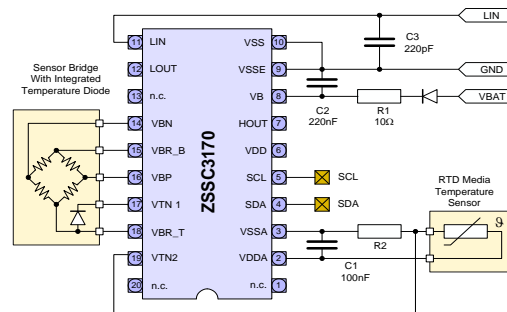 LIN
C3
220pF
GND
VBAT
C2
220nF
R1
10Ω
Sensor Bridge
With Integrated
Temperature Diode
ZSSC3170
11 LIN
12 LOUT
13 n.c.
14 VBN
15 VBR_B
16 VBP
17 VTN 1
18 VBR_T
19 VTN2
20 n.c.
VSS 10
VSSE 9
VB 8
HOUT 7
VDD 6
SCL 5
SDA 4
VSSA 3
VDDA 2
n.c. 1
SCL
SDA
R2
C1
100nF
RTD Media
Temperature
Sensor
ϑ